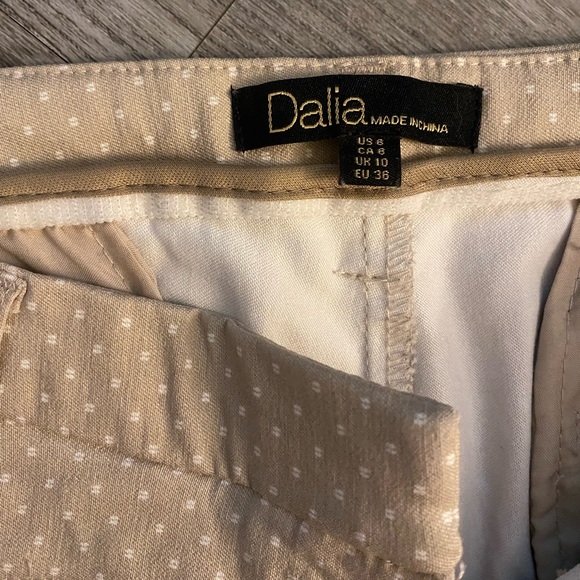 Dalia MADE IN CHINA
US 6
CA 6
UK 10
EU 36